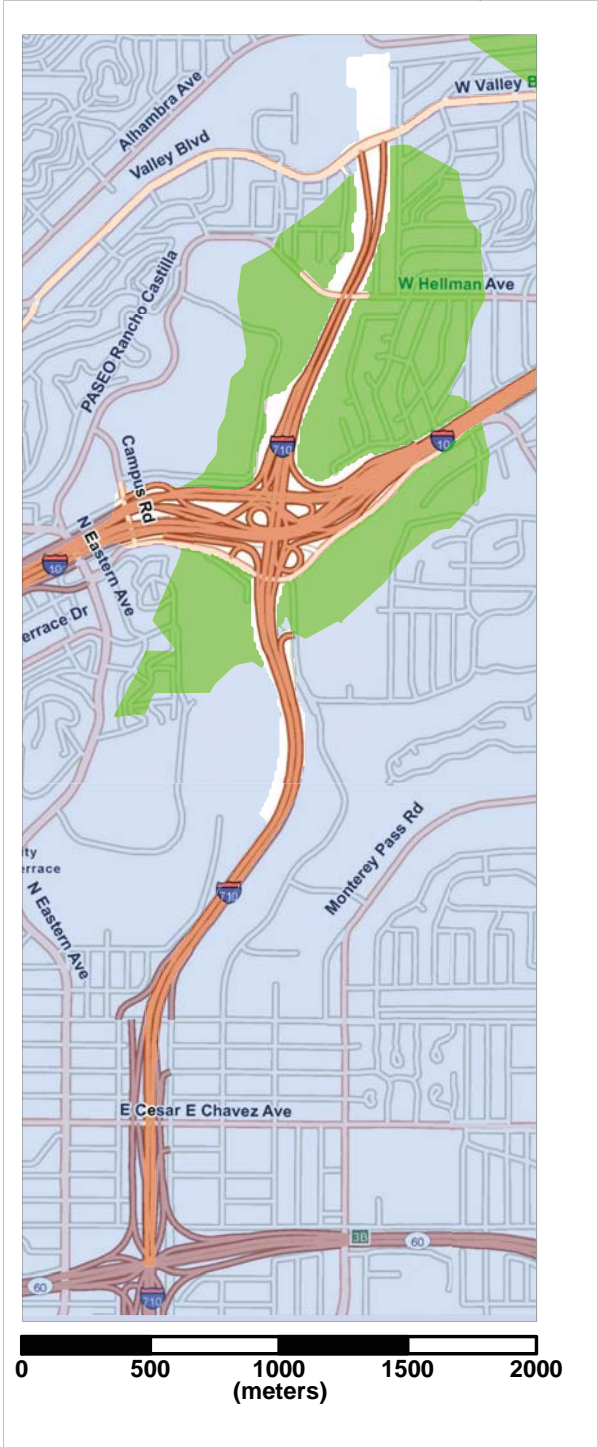 W Valley B
Alhambra Ave
Valley Blvd
W Hellman Ave
PASEO Rancho Castilla
710
10
Campus Rd
N Eastern Ave
10
errace Dr
Monterey Pass Rd
ity
errace
710
N Eastern Ave
E Cesar E Chavez Ave
3B
60
60
710
0 500 1000 1500 2000
(meters)